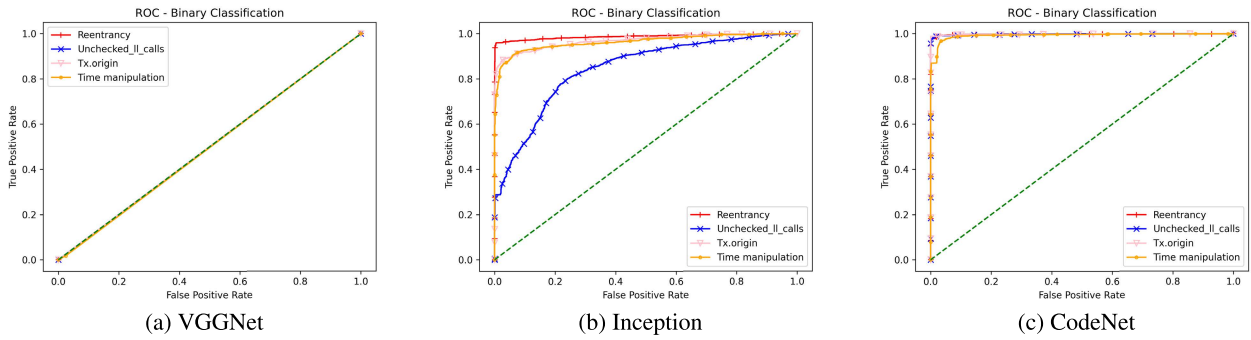 ROC - Binary Classification
1.0
0.8
0.6
0.4
0.2
0.0
True Positive Rate
Reentrancy
Unchecked_ll_calls
Tx.origin
Time manipulation
0.0 0.2 0.4 0.6 0.8 1.0
False Positive Rate
(a) VGGNet
ROC - Binary Classification
1.0
0.8
0.6
0.4
0.2
0.0
True Positive Rate
Reentrancy
Unchecked_ll_calls
Tx.origin
Time manipulation
0.0 0.2 0.4 0.6 0.8 1.0
False Positive Rate
(b) Inception
ROC - Binary Classification
1.0
0.8
0.6
0.4
0.2
0.0
True Positive Rate
Reentrancy
Unchecked_ll_calls
Tx.origin
Time manipulation
0.0 0.2 0.4 0.6 0.8 1.0
False Positive Rate
(c) CodeNet